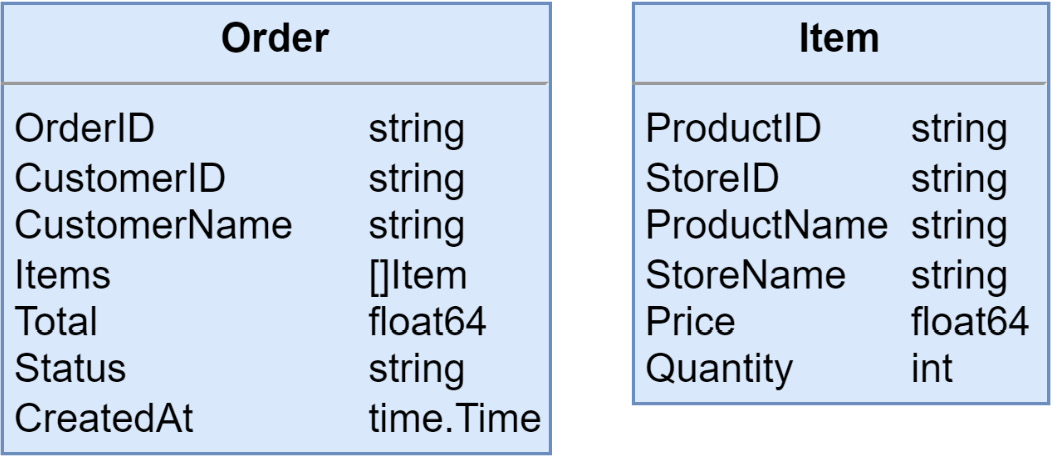 Order
OrderID string
CustomerID string
CustomerName string
Items []Item
Total float64
Status string
CreatedAt time.Time
Item
ProductID string
StoreID string
ProductName string
StoreName string
Price float64
Quantity int